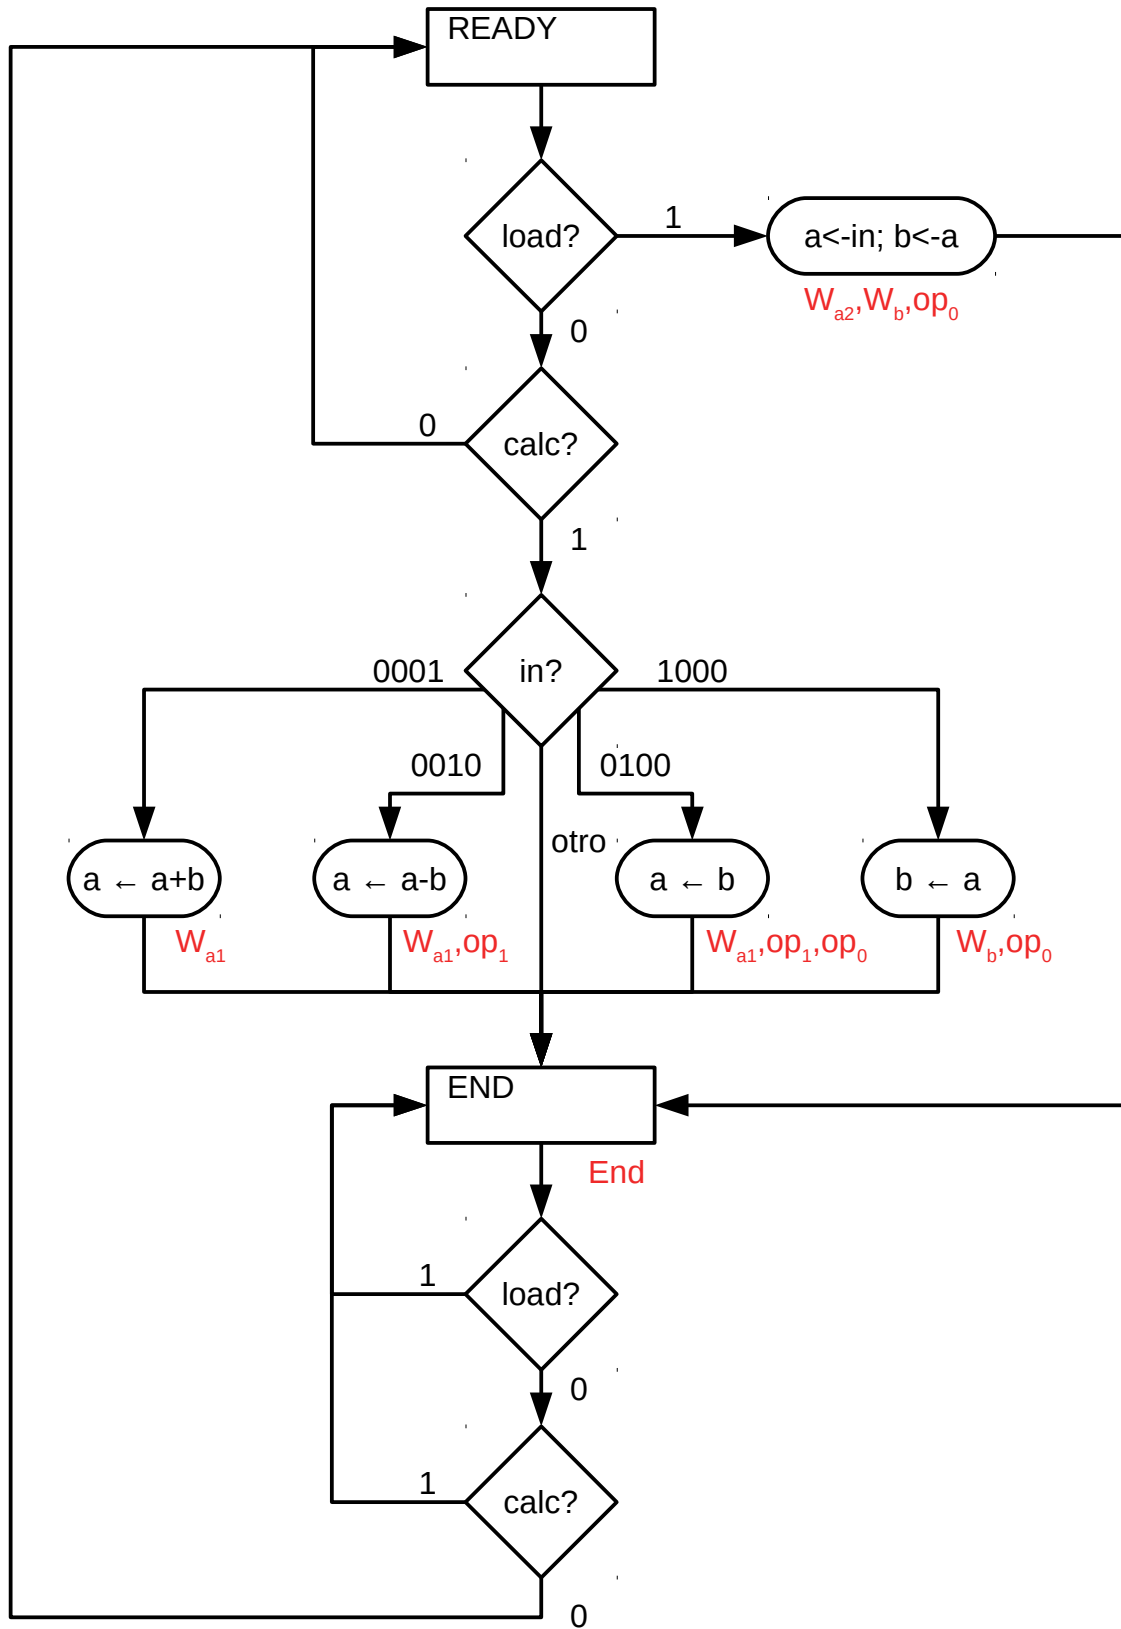 READY
load?
1
a<-in; b<-a
Wa2,Wb,op0
0
calc?
0
1
in?
0001
1000
0010
0100
otro
a ← a+b
a ← a-b
a ← b
b ← a
Wa1
Wa1,op1
Wa1,op1,op0
Wb,op0
END
End
load?
1
0
calc?
1
0